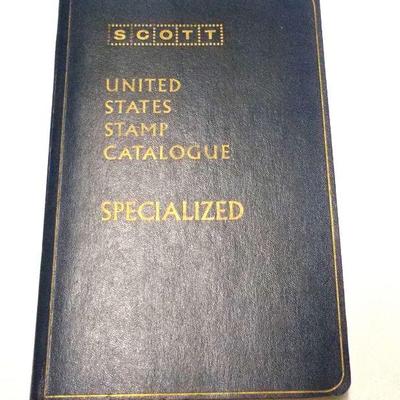 SCOTT
UNITED
STATES
STAMP
CATALOGUE
SPECIALIZED